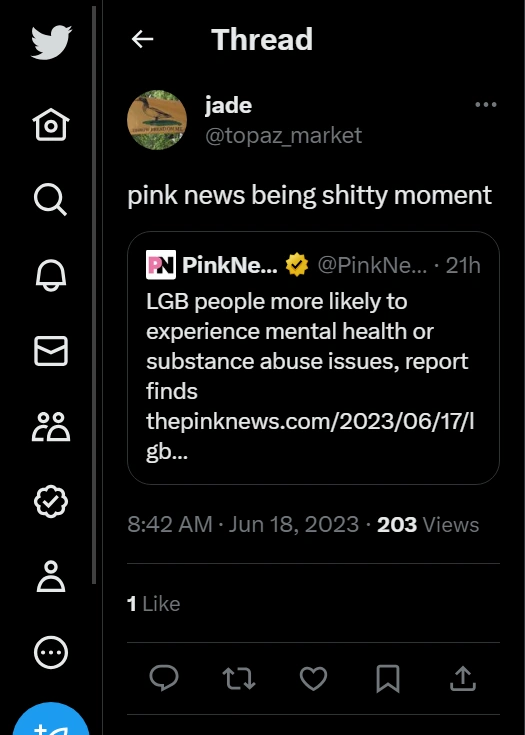 Thread
jade
@topaz_market
pink news being shitty moment
PN PinkNe... @PinkNe... · 21h
LGB people more likely to
experience mental health or
substance abuse issues, report
finds
thepinknews.com/2023/06/17/l
gb...
8:42 AM · Jun 18, 2023 · 203 Views
1 Like